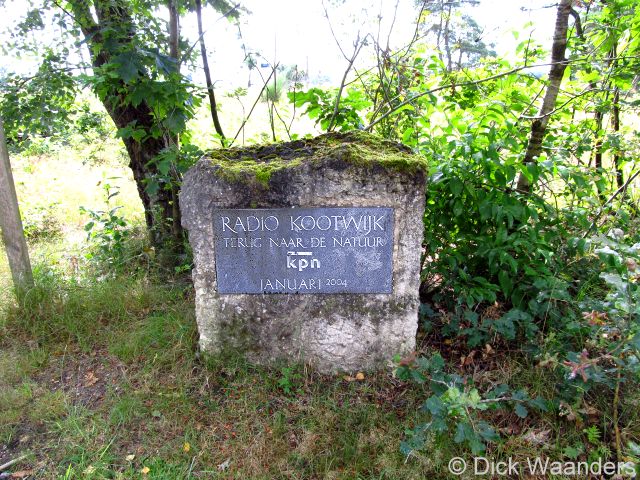 RADIO KOOTWIJK
TERUG NAAR DE NATUUR
kpn
JANUARI 2004
© Dick Waanders